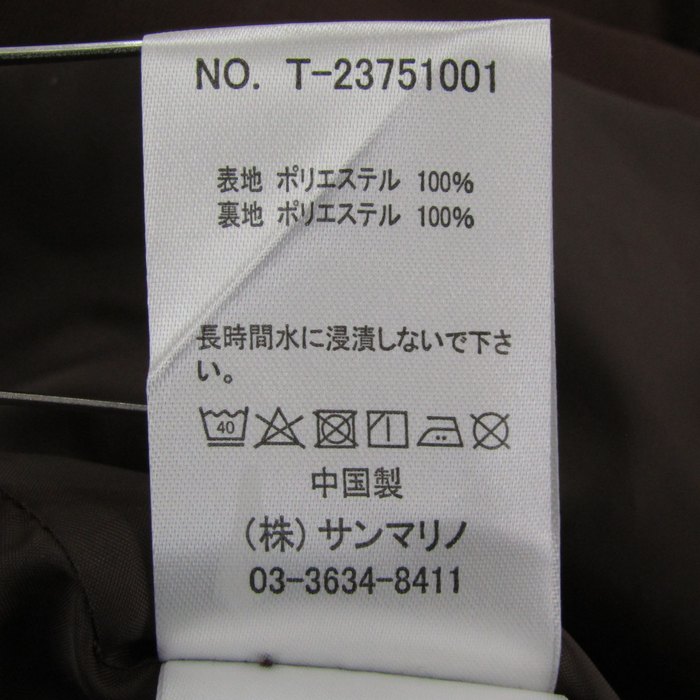 NO. T-23751001
表地 ポリエステル 100%
裏地 ポリエステル 100%
長時間水に浸漬しないで下さ
い。
40
中国製
(株) サンマリノ
03-3634-8411